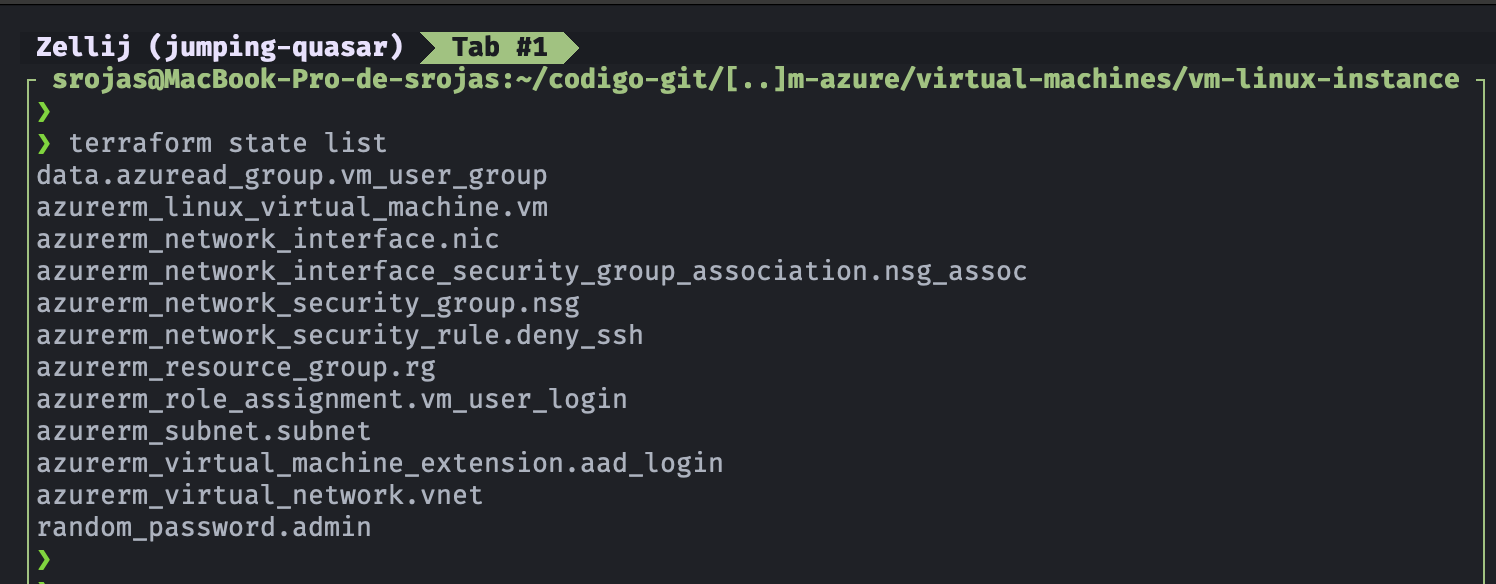 Zellij (jumping-quasar) Tab #1
srojas@MacBook-Pro-de-srojas:~/codigo-git/[..]m-azure/virtual-machines/vm-linux-instance
❯
❯ terraform state list
data.azuread_group.vm_user_group
azurerm_linux_virtual_machine.vm
azurerm_network_interface.nic
azurerm_network_interface_security_group_association.nsg_assoc
azurerm_network_security_group.nsg
azurerm_network_security_rule.deny_ssh
azurerm_resource_group.rg
azurerm_role_assignment.vm_user_login
azurerm_subnet.subnet
azurerm_virtual_machine_extension.aad_login
azurerm_virtual_network.vnet
random_password.admin
❯